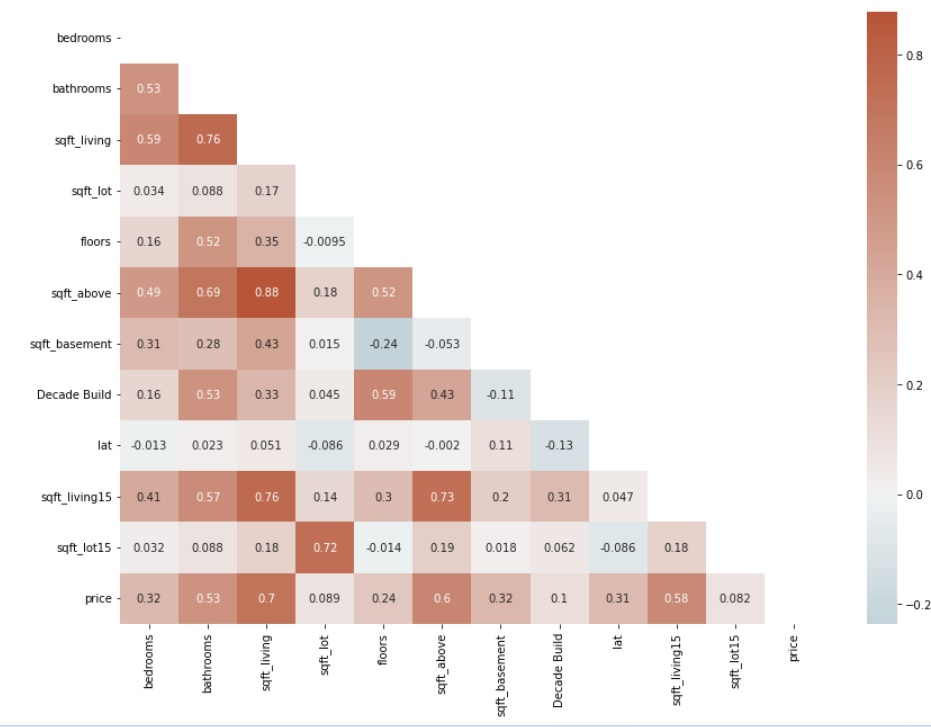 bedrooms
bathrooms 0.53
sqft_living 0.59 0.76
sqft_lot 0.034 0.088 0.17
floors 0.16 0.52 0.35 -0.0095
sqft_above 0.49 0.69 0.88 0.18 0.52
sqft_basement 0.31 0.28 0.43 0.015 -0.24 -0.053
Decade Build 0.16 0.53 0.33 0.045 0.59 0.43 -0.11
lat -0.013 0.023 0.051 -0.086 0.029 -0.002 0.11 -0.13
sqft_living15 0.41 0.57 0.76 0.14 0.3 0.73 0.2 0.31 0.047
sqft_lot15 0.032 0.088 0.18 0.72 -0.014 0.19 0.018 0.062 -0.086 0.18
price 0.32 0.53 0.7 0.089 0.24 0.6 0.32 0.1 0.31 0.58 0.082
bedrooms
bathrooms
sqft_living
sqft_lot
floors
sqft_above
sqft_basement
Decade Build
lat
sqft_living15
sqft_lot15
price
0.8
0.6
0.4
0.2
0.0
−0.2